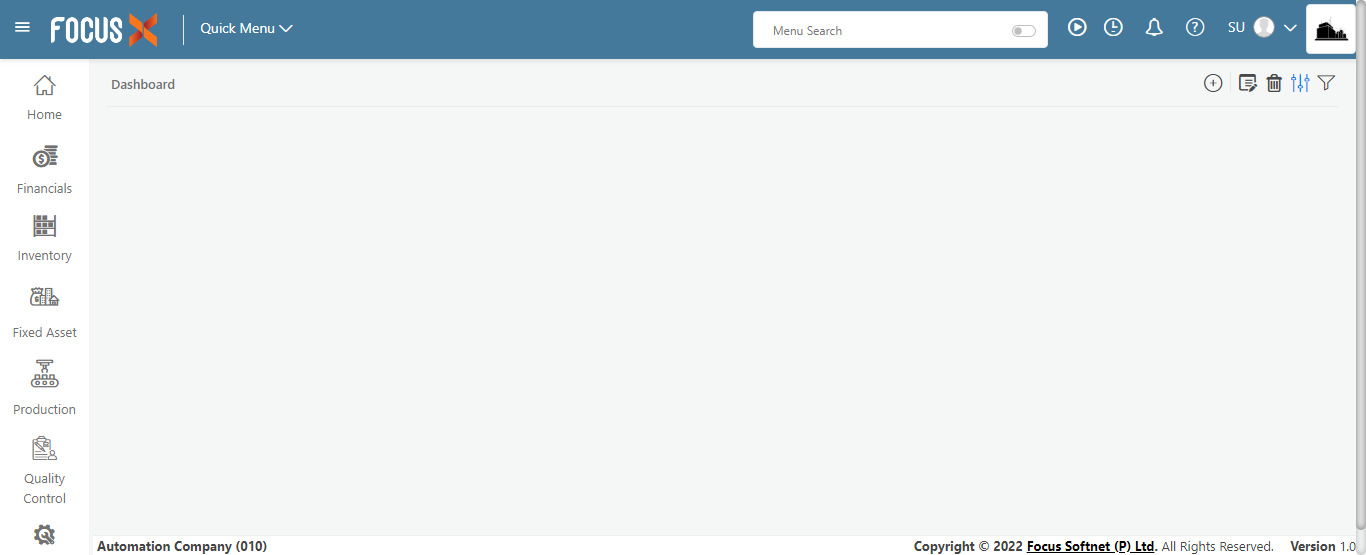 FOCUS X
Quick Menu
Menu Search
SU
Home
Dashboard
Financials
Inventory
Fixed Asset
Production
Quality
Control
Automation Company (010)
Copyright © 2022 Focus Softnet (P) Ltd. All Rights Reserved. Version 1.0